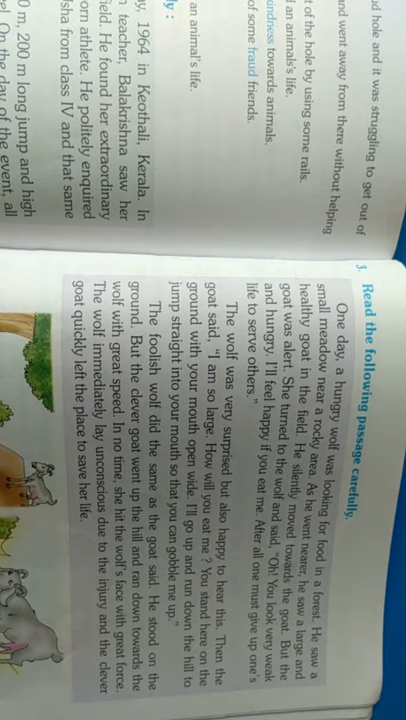 ud hole and it was struggling to get out of
and went away from there without helping
t of the hole by using some rails.
l an animal's life.
kindness towards animals.
of some fraud friends.
an animal's life.
ly :
y, 1964 in Keothali, Kerala. In
teacher, Balakrishna saw her
ield. He found her extraordinary
om athlete. He politely enquired
Usha from class IV and that same
0 m, 200 m long jump and high
On the day of the event, all
3. Read the following passage carefully.
One day, a hungry wolf was looking for food in a forest. He saw a
small meadow near a rocky area. As he went nearer, he saw a large and
healthy goat in the field. He silently moved towards the goat. But the
goat was alert. She turned to the wolf and said, "Oh! You look very weak
and hungry. I'll feel happy if you eat me. After all one must give up one's
life to serve others."
The wolf was very surprised but also happy to hear this. Then the
goat said, "I am so large. How will you eat me ? You stand here on the
ground with your mouth open wide. I'll go up and run down the hill to
jump straight into your mouth so that you can gobble me up."
The foolish wolf did the same as the goat said. He stood on the
ground. But the clever goat went up the hill and ran down towards the
wolf with great speed. In no time, she hit the wolf's face with great force.
The wolf immediately lay unconscious due to the injury and the clever
goat quickly left the place to save her life.